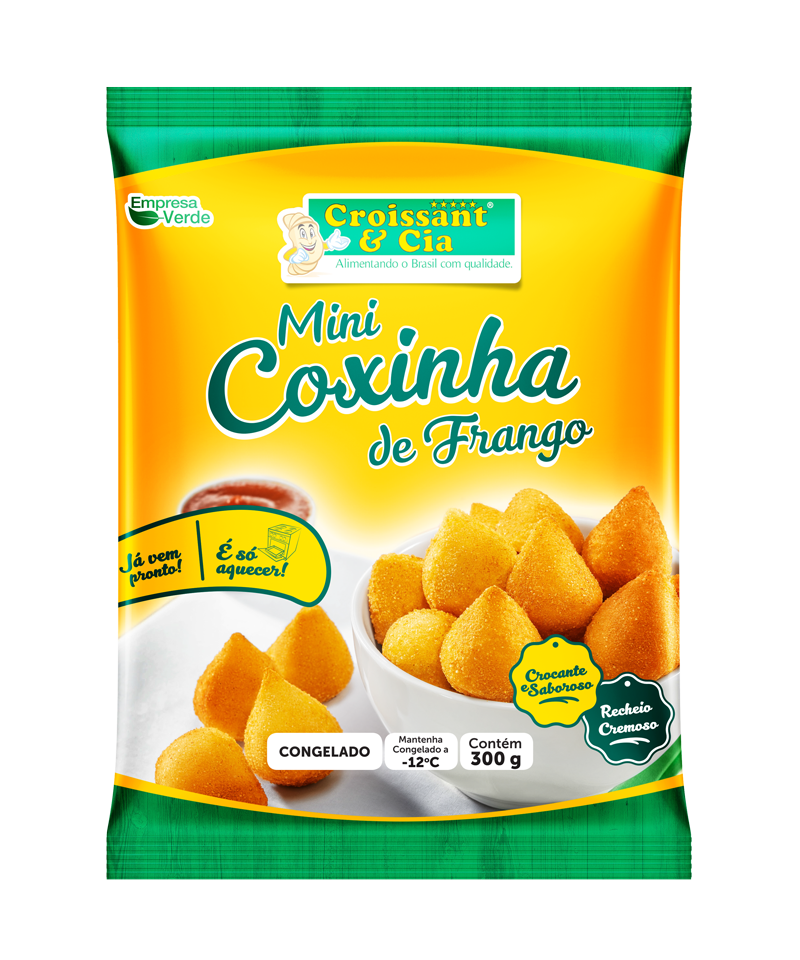 Empresa
Verde
Croissant®
& Cia
Alimentando o Brasil com qualidade.
Mini
Coxinha
de Frango
Já vem
pronto!
É só
aquecer!
Crocante
e Saboroso
Recheio
Cremoso
CONGELADO
Mantenha
Congelado a
-12ºC
Contém
300 g